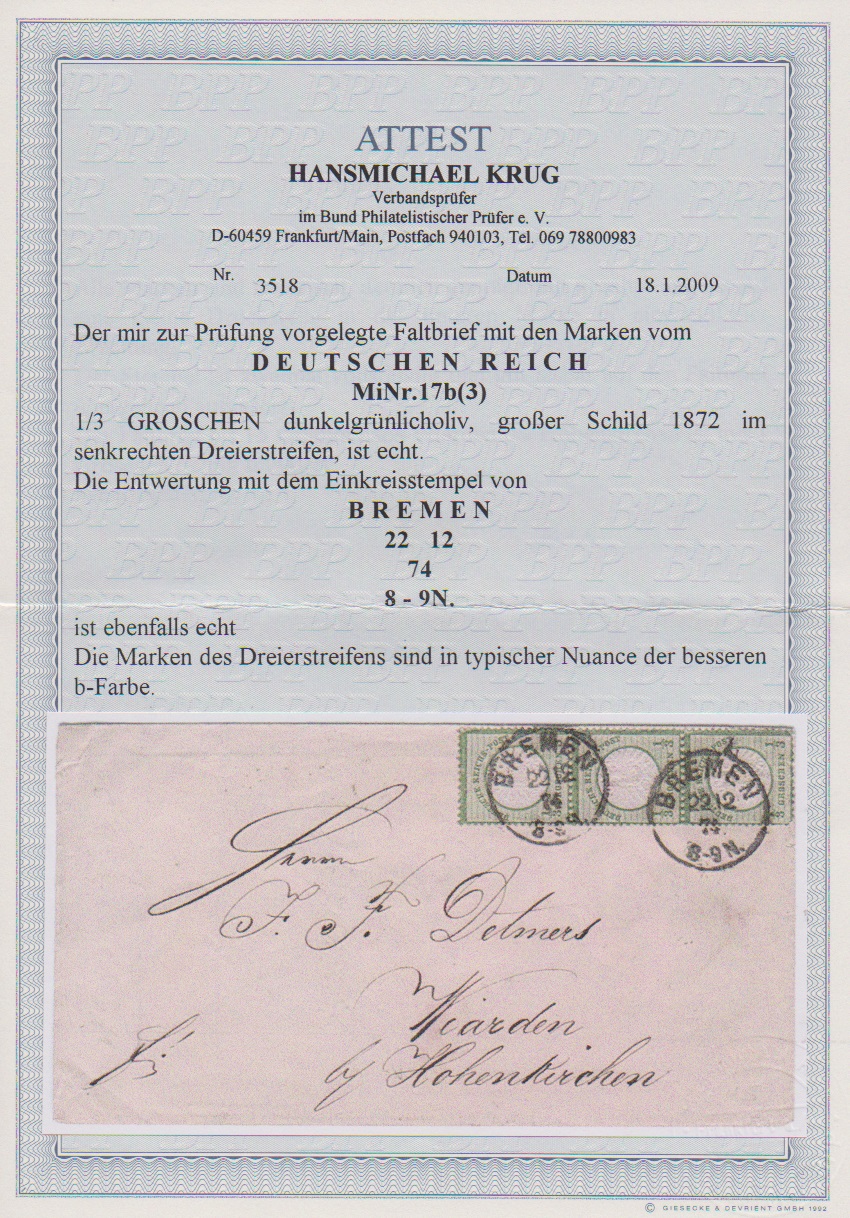 ATTEST
HANSMICHAEL KRUG
Verbandsprüfer
im Bund Philatelistischer Prüfer e. V.
D-60459 Frankfurt/Main, Postfach 940103, Tel. 069 78800983
Nr. 3518 Datum 18.1.2009
Der mir zur Prüfung vorgelegte Faltbrief mit den Marken vom
DEUTSCHEN REICH
MiNr.17b(3)
1/3 GROSCHEN dunkelgrünlicholiv, großer Schild 1872 im
senkrechten Dreierstreifen, ist echt.
Die Entwertung mit dem Einkreisstempel von
BREMEN
22 12
74
8 - 9N.
ist ebenfalls echt
Die Marken des Dreierstreifens sind in typischer Nuance der besseren
b-Farbe.
BREMEN
22 12
74
BREMEN
22 12
74
8-9N.
Herrn
F. F. Detmers
Wiarden
b/ Hohenkirchen
© GIESECKE & DEVRIENT GMBH 1992